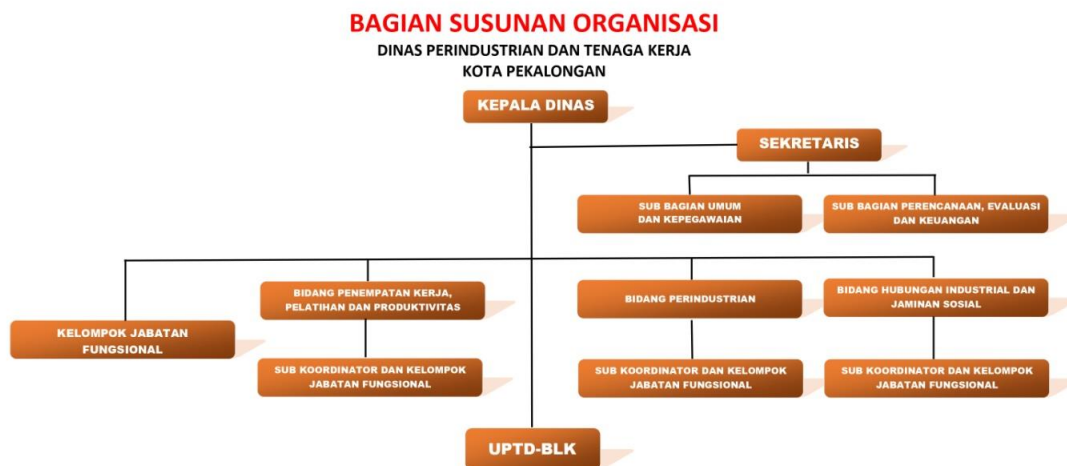 BAGIAN SUSUNAN ORGANISASI
DINAS PERINDUSTRIAN DAN TENAGA KERJA
KOTA PEKALONGAN
KEPALA DINAS
SEKRETARIS
SUB BAGIAN UMUM
DAN KEPEGAWAIAN
SUB BAGIAN PERENCANAAN, EVALUASI
DAN KEUANGAN
KELOMPOK JABATAN
FUNGSIONAL
BIDANG PENEMPATAN KERJA,
PELATIHAN DAN PRODUKTIVITAS
BIDANG PERINDUSTRIAN
BIDANG HUBUNGAN INDUSTRIAL DAN
JAMINAN SOSIAL
SUB KOORDINATOR DAN KELOMPOK
JABATAN FUNGSIONAL
SUB KOORDINATOR DAN KELOMPOK
JABATAN FUNGSIONAL
SUB KOORDINATOR DAN KELOMPOK
JABATAN FUNGSIONAL
UPTD-BLK